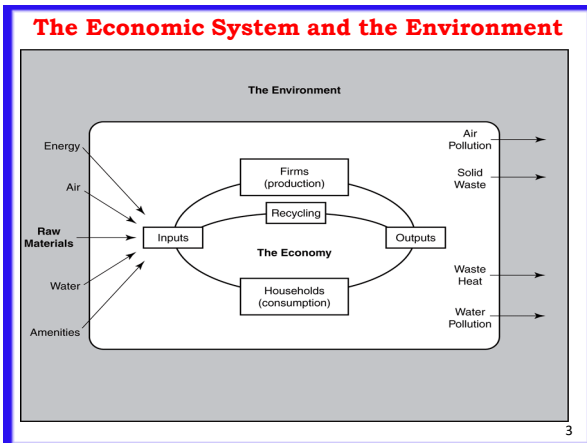 The Economic System and the Environment
The Environment
Energy
Air
Raw
Materials
Water
Amenities
Inputs
Firms
(production)
Recycling
The Economy
Households
(consumption)
Outputs
Air
Pollution
Solid
Waste
Waste
Heat
Water
Pollution
3